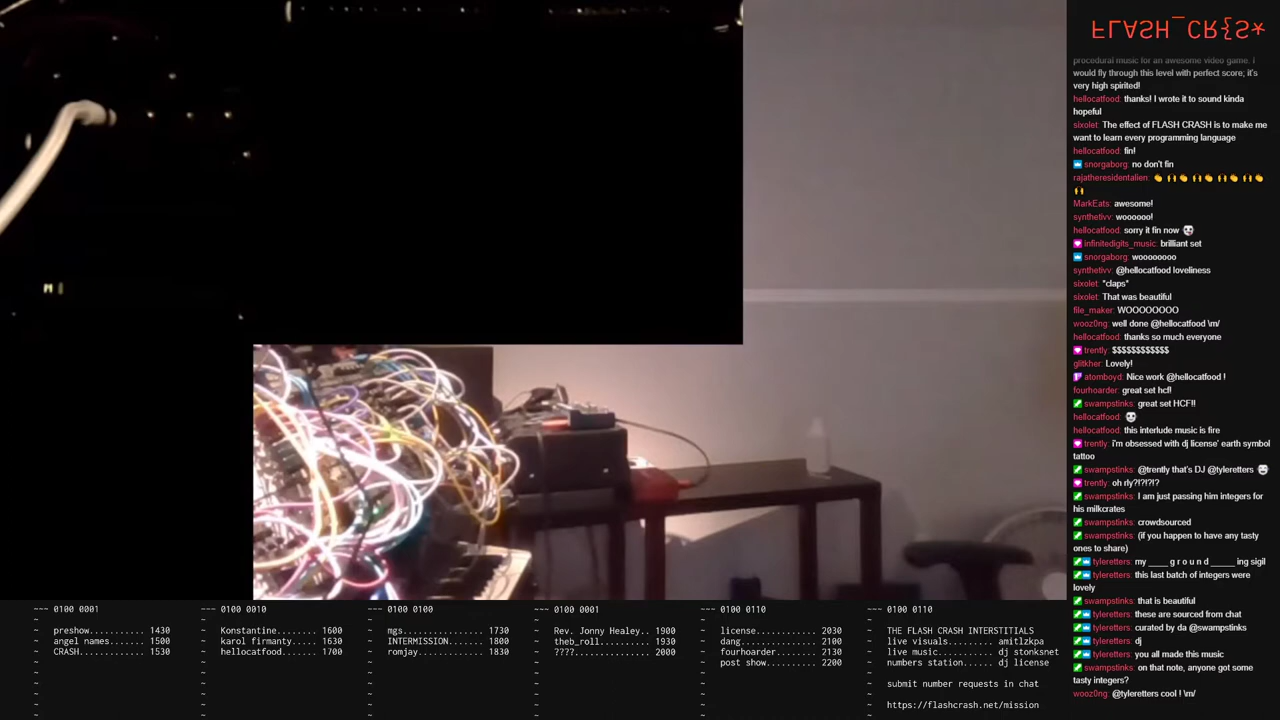 FLASH_CR{S*
procedural music for an awesome video game. i
would fly through this level with perfect score; it's
very high spirited!
hellocatfood: thanks! I wrote it to sound kinda
hopeful
sixolet: The effect of FLASH CRASH is to make me
want to learn every programming language
hellocatfood: fin!
snorgaborg: no don't fin
rajatheresidentalien: 👏 🙌 👏 🙌 👏 🙌 👏 🙌 👏
🙌
MarkEats: awesome!
synthetivv: woooooo!
hellocatfood: sorry it fin now
infinitedigits_music: brilliant set
snorgaborg: woooooooo
synthetivv: @hellocatfood loveliness
sixolet: *claps*
sixolet: That was beautiful
file_maker: WOOOOOOOO
wooz0ng: well done @hellocatfood \m/
hellocatfood: thanks so much everyone
trently: $$$$$$$$$$$$
glitkher: Lovely!
atomboyd: Nice work @hellocatfood !
fourhoarder: great set hcf!
swampstinks: great set HCF!!
hellocatfood:
hellocatfood: this interlude music is fire
trently: i'm obsessed with dj license' earth symbol
tattoo
swampstinks: @trently that's DJ @tyleretters
trently: oh rly?!?!?!?
swampstinks: I am just passing him integers for
his milkcrates
swampstinks: crowdsourced
swampstinks: (if you happen to have any tasty
ones to share)
tyleretters: my ____ g r o u n d _____ ing sigil
tyleretters: this last batch of integers were
lovely
swampstinks: that is beautiful
tyleretters: these are sourced from chat
tyleretters: curated by da @swampstinks
tyleretters: dj
tyleretters: you all made this music
swampstinks: on that note, anyone got some
tasty integers?
wooz0ng: @tyleretters cool ! \m/
M
~~~ 0100 0001
preshow.......... 1430
angel names...... 1500
CRASH............ 1530
~~~ 0100 0010
Konstantine...... 1600
karol firmanty... 1630
hellocatfood..... 1700
~~~ 0100 0100
mgs.............. 1730
INTERMISSION..... 1800
romjay........... 1830
~~~ 0100 0001
Rev. Jonny Healey.. 1900
theb_roll.......... 1930
????............... 2000
~~~ 0100 0110
license.......... 2030
dang............. 2100
fourhoarder...... 2130
post show........ 2200
~~~ 0100 0110
THE FLASH CRASH INTERSTITIALS
live visuals....... amitlzkpa
live music..... dj stonksnet
numbers station.. dj license
submit number requests in chat
https://flashcrash.net/mission